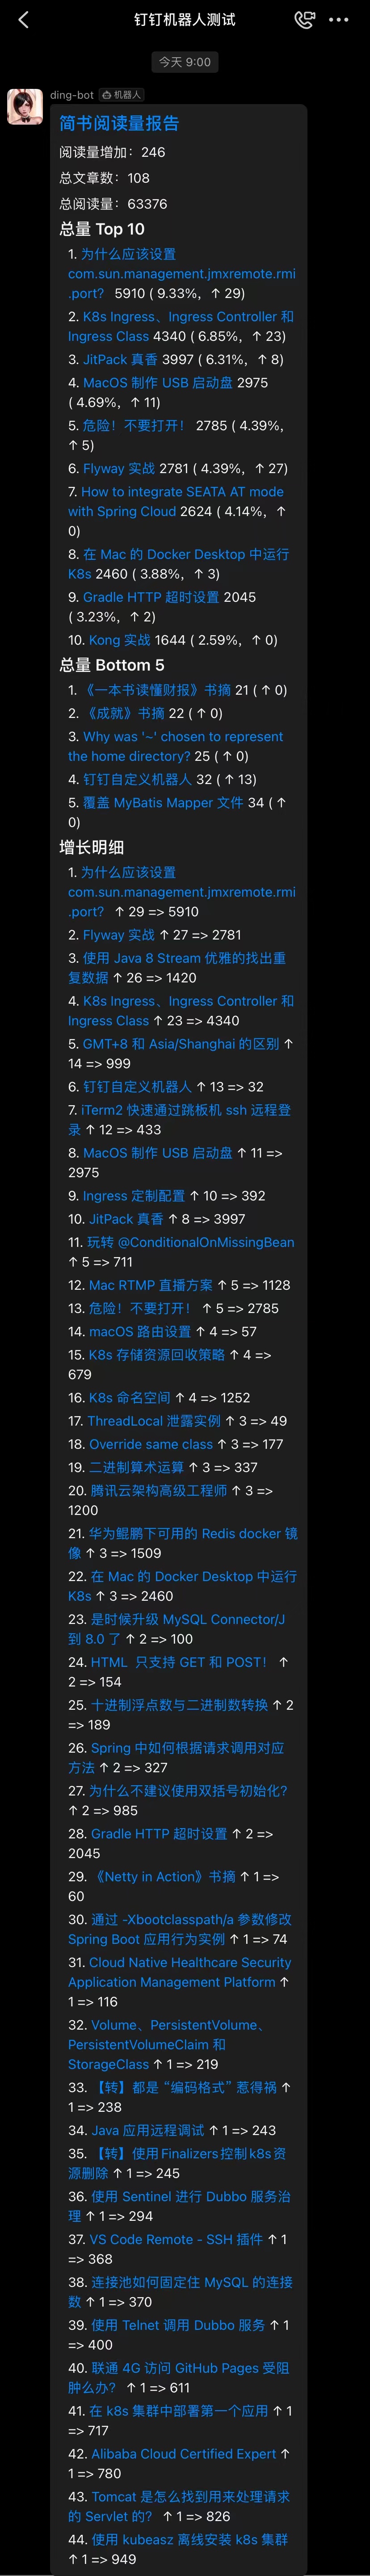 钉钉机器人测试
今天 9:00
ding-bot 机器人
简书阅读量报告
阅读量增加：246
总文章数：108
总阅读量：63376
总量 Top 10
1. 为什么应该设置
com.sun.management.jmxremote.rmi
.port？ 5910 ( 9.33%，↑ 29)
2. K8s Ingress、Ingress Controller 和
Ingress Class 4340 ( 6.85%，↑ 23)
3. JitPack 真香 3997 ( 6.31%，↑ 8)
4. MacOS 制作 USB 启动盘 2975
( 4.69%，↑ 11)
5. 危险！不要打开！ 2785 ( 4.39%，
↑ 5)
6. Flyway 实战 2781 ( 4.39%，↑ 27)
7. How to integrate SEATA AT mode
with Spring Cloud 2624 ( 4.14%，↑
0)
8. 在 Mac 的 Docker Desktop 中运行
K8s 2460 ( 3.88%，↑ 3)
9. Gradle HTTP 超时设置 2045
( 3.23%，↑ 2)
10. Kong 实战 1644 ( 2.59%，↑ 0)
总量 Bottom 5
1. 《一本书读懂财报》书摘 21 ( ↑ 0)
2. 《成就》书摘 22 ( ↑ 0)
3. Why was '~' chosen to represent
the home directory? 25 ( ↑ 0)
4. 钉钉自定义机器人 32 ( ↑ 13)
5. 覆盖 MyBatis Mapper 文件 34 ( ↑
0)
增长明细
1. 为什么应该设置
com.sun.management.jmxremote.rmi
.port？ ↑ 29 => 5910
2. Flyway 实战 ↑ 27 => 2781
3. 使用 Java 8 Stream 优雅的找出重
复数据 ↑ 26 => 1420
4. K8s Ingress、Ingress Controller 和
Ingress Class ↑ 23 => 4340
5. GMT+8 和 Asia/Shanghai 的区别 ↑
14 => 999
6. 钉钉自定义机器人 ↑ 13 => 32
7. iTerm2 快速通过跳板机 ssh 远程登
录 ↑ 12 => 433
8. MacOS 制作 USB 启动盘 ↑ 11 =>
2975
9. Ingress 定制配置 ↑ 10 => 392
10. JitPack 真香 ↑ 8 => 3997
11. 玩转 @ConditionalOnMissingBean
↑ 5 => 711
12. Mac RTMP 直播方案 ↑ 5 => 1128
13. 危险！不要打开！ ↑ 5 => 2785
14. macOS 路由设置 ↑ 4 => 57
15. K8s 存储资源回收策略 ↑ 4 =>
679
16. K8s 命名空间 ↑ 4 => 1252
17. ThreadLocal 泄露实例 ↑ 3 => 49
18. Override same class ↑ 3 => 177
19. 二进制算术运算 ↑ 3 => 337
20. 腾讯云架构高级工程师 ↑ 3 =>
1200
21. 华为鲲鹏下可用的 Redis docker 镜
像 ↑ 3 => 1509
22. 在 Mac 的 Docker Desktop 中运行
K8s ↑ 3 => 2460
23. 是时候升级 MySQL Connector/J
到 8.0 了 ↑ 2 => 100
24. HTML 只支持 GET 和 POST！ ↑
2 => 154
25. 十进制浮点数与二进制数转换 ↑ 2
=> 189
26. Spring 中如何根据请求调用对应
方法 ↑ 2 => 327
27. 为什么不建议使用双括号初始化？
↑ 2 => 985
28. Gradle HTTP 超时设置 ↑ 2 =>
2045
29. 《Netty in Action》书摘 ↑ 1 =>
60
30. 通过 -Xbootclasspath/a 参数修改
Spring Boot 应用行为实例 ↑ 1 => 74
31. Cloud Native Healthcare Security
Application Management Platform ↑
1 => 116
32. Volume、PersistentVolume、
PersistentVolumeClaim 和
StorageClass ↑ 1 => 219
33. 【转】都是 “编码格式” 惹得祸 ↑
1 => 238
34. Java 应用远程调试 ↑ 1 => 243
35. 【转】使用Finalizers控制k8s资
源删除 ↑ 1 => 245
36. 使用 Sentinel 进行 Dubbo 服务治
理 ↑ 1 => 294
37. VS Code Remote - SSH 插件 ↑ 1
=> 368
38. 连接池如何固定住 MySQL 的连接
数 ↑ 1 => 370
39. 使用 Telnet 调用 Dubbo 服务 ↑ 1
=> 400
40. 联通 4G 访问 GitHub Pages 受阻
肿么办？ ↑ 1 => 611
41. 在 k8s 集群中部署第一个应用 ↑ 1
=> 717
42. Alibaba Cloud Certified Expert ↑
1 => 780
43. Tomcat 是怎么找到用来处理请求
的 Servlet 的？ ↑ 1 => 826
44. 使用 kubeasz 离线安装 k8s 集群
↑ 1 => 949